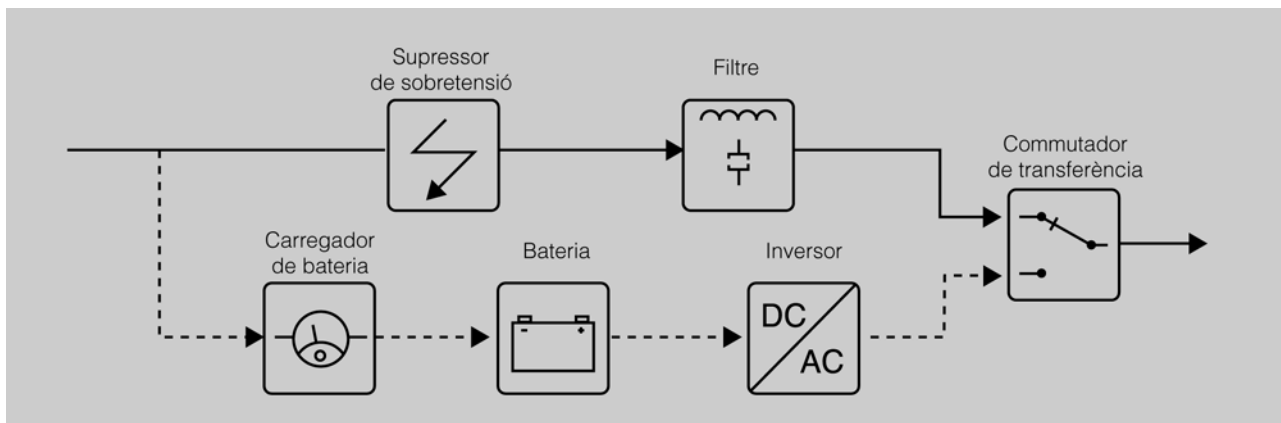 Supressor
de sobretensió
Filtre
Commutador
de transferència
Carregador
de bateria
Bateria
Inversor
- +
DC
AC